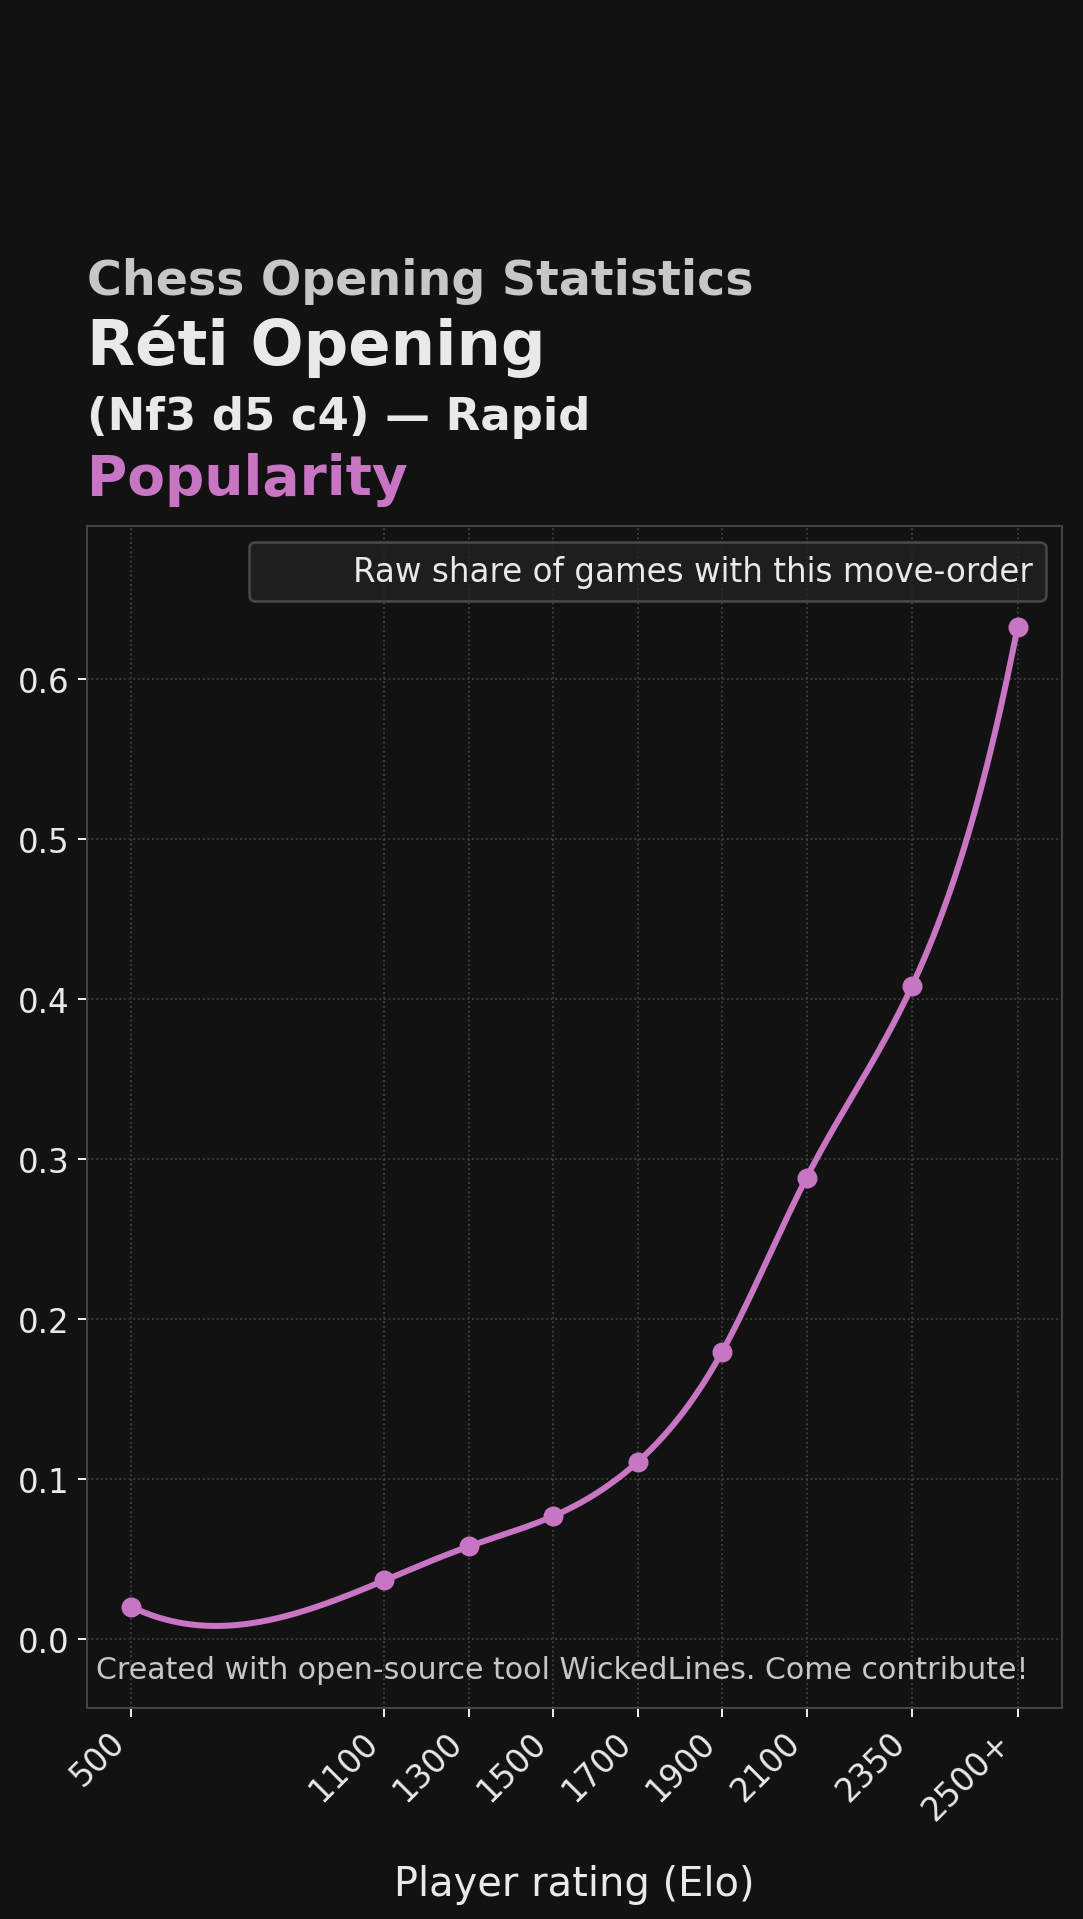 Chess Opening Statistics
Réti Opening
(Nf3 d5 c4) — Rapid
Popularity
Raw share of games with this move-order
0.6
0.5
0.4
0.3
0.2
0.1
0.0
Created with open-source tool WickedLines. Come contribute!
500
1100
1300
1500
1700
1900
2100
2350
2500+
Player rating (Elo)